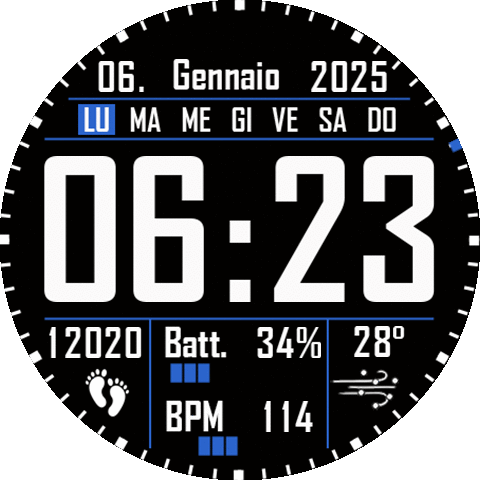 06. Gennaio 2025
LU MA ME GI VE SA DO
06:23
12020 Batt. 34% 28°
BPM 114